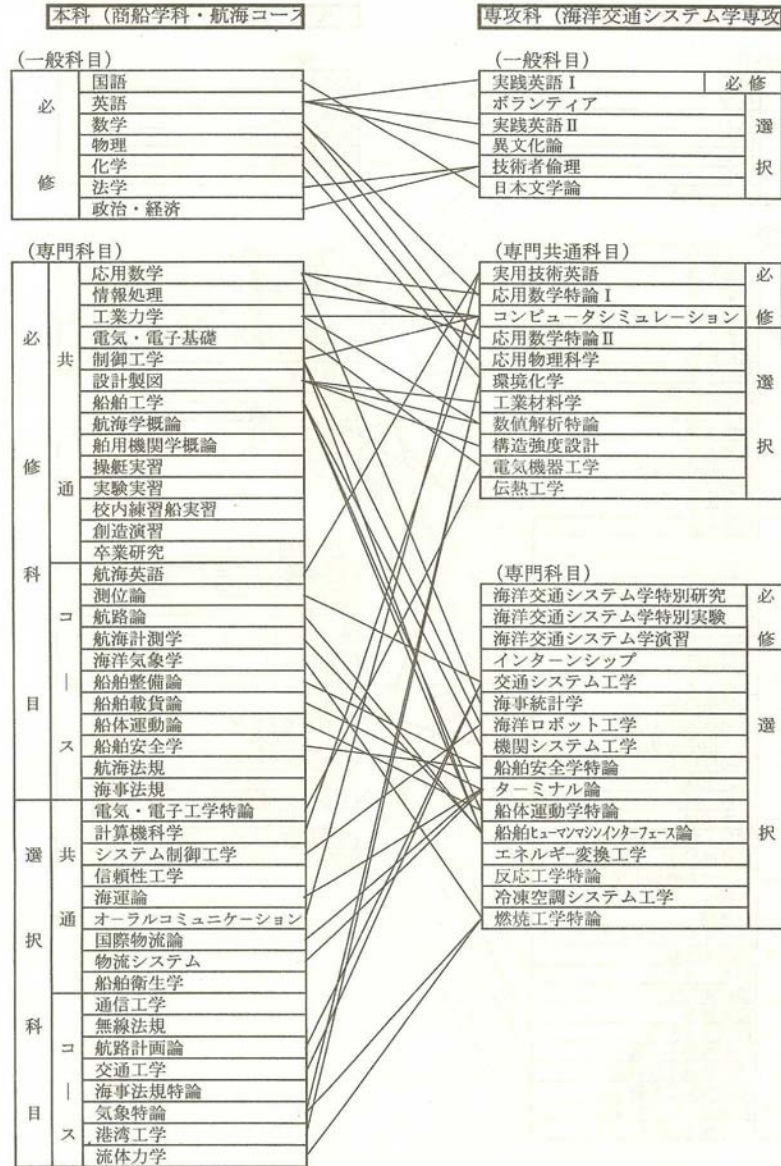 本科（商船学科・航海コース
（一般科目）
必修
国語
英語
数学
物理
化学
法学
政治・経済
（専門科目）
必修科目
共通
応用数学
情報処理
工業力学
電気・電子基礎
制御工学
設計製図
船舶工学
航海学概論
舶用機関学概論
操艇実習
実験実習
校内練習船実習
創造演習
卒業研究
コース
航海英語
測位論
航路論
航海計測学
海洋気象学
船舶整備論
船舶載貨論
船体運動論
船舶安全学
航海法規
海事法規
選択科目
共通
電気・電子工学特論
計算機科学
システム制御工学
信頼性工学
海運論
オーラルコミュニケーション
国際物流論
物流システム
船舶衛生学
コース
通信工学
無線法規
航路計画論
交通工学
海事法規特論
気象特論
港湾工学
流体力学
専攻科（海洋交通システム学専攻
（一般科目）
実践英語Ⅰ 必修
ボランティア
実践英語Ⅱ
異文化論
技術者倫理
日本文学論
選択
（専門共通科目）
実用技術英語
応用数学特論Ⅰ
コンピュータシミュレーション
必修
応用数学特論Ⅱ
応用物理科学
環境化学
工業材料学
数値解析特論
構造強度設計
電気機器工学
伝熱工学
選択
（専門科目）
海洋交通システム学特別研究
海洋交通システム学特別実験
海洋交通システム学演習
必修
インターンシップ
交通システム工学
海事統計学
海洋ロボット工学
機関システム工学
船舶安全学特論
ターミナル論
船体運動学特論
船舶ヒューマンマシンインターフェース論
エネルギー変換工学
反応工学特論
冷凍空調システム工学
燃焼工学特論
選択